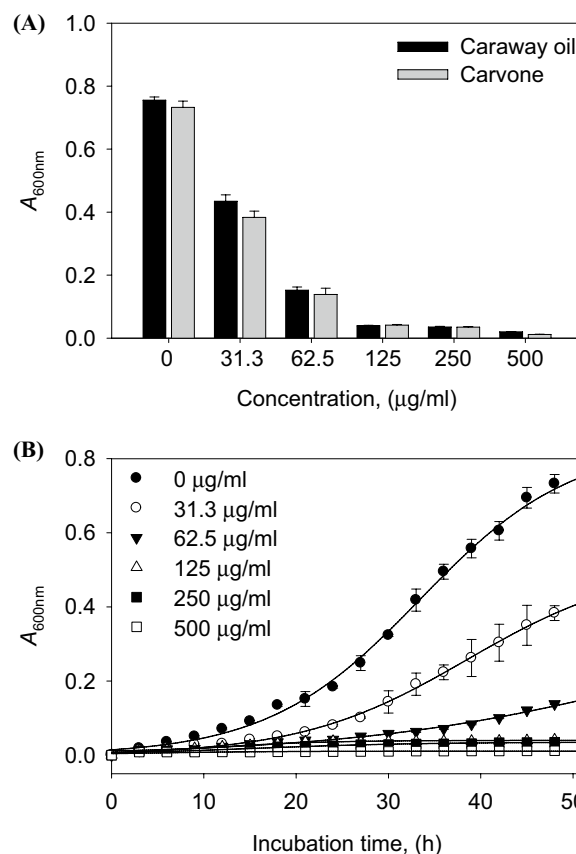 (A)
1.0
0.8
0.6
0.4
0.2
0.0
A600nm
Caraway oil
Carvone
0 31.3 62.5 125 250 500
Concentration, (μg/ml)
(B)
0.8
0.6
0.4
0.2
0.0
A600nm
0 μg/ml
31.3 μg/ml
62.5 μg/ml
125 μg/ml
250 μg/ml
500 μg/ml
0 10 20 30 40 50
Incubation time, (h)